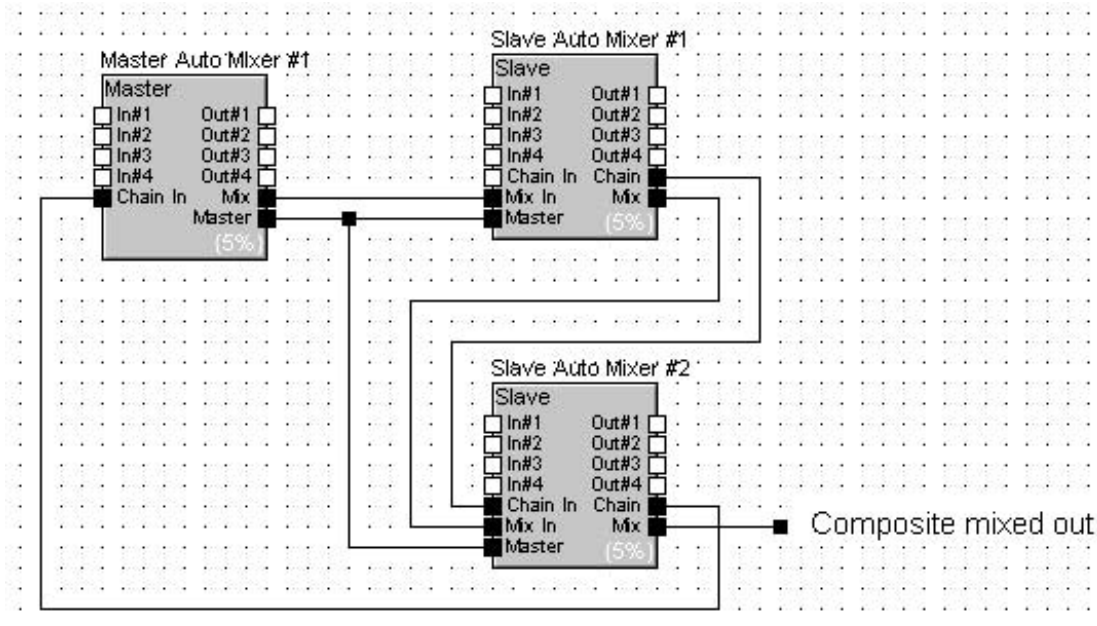 Master Auto Mixer #1
Master
In#1 Out#1
In#2 Out#2
In#3 Out#3
In#4 Out#4
Chain In Mix
Master
(5%)
Slave Auto Mixer #1
Slave
In#1 Out#1
In#2 Out#2
In#3 Out#3
In#4 Out#4
Chain In Chain
Mix In Mix
Master (5%)
Slave Auto Mixer #2
Slave
In#1 Out#1
In#2 Out#2
In#3 Out#3
In#4 Out#4
Chain In Chain
Mix In Mix
Master (5%)
Composite mixed out